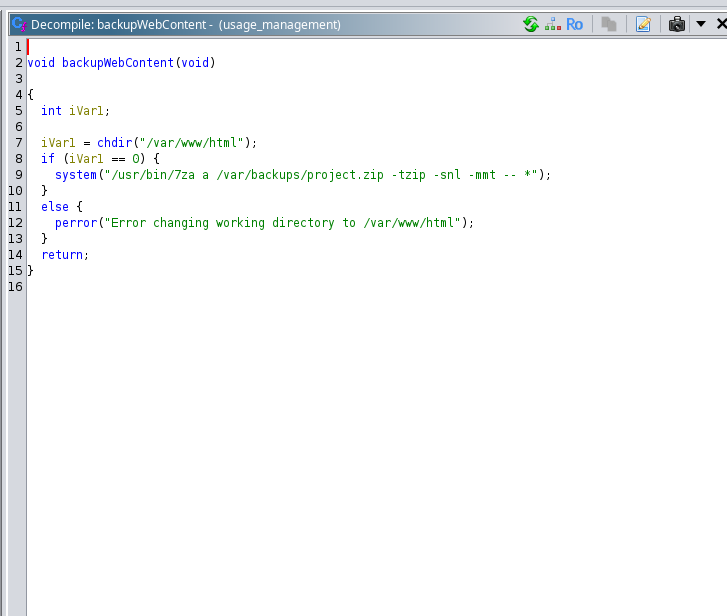 Decompile: backupWebContent - (usage_management)
Ro
1
2 void backupWebContent(void)
3
4 {
5 int iVar1;
6
7 iVar1 = chdir("/var/www/html");
8 if (iVar1 == 0) {
9 system("/usr/bin/7za a /var/backups/project.zip -tzip -snl -mmt -- *");
10 }
11 else {
12 perror("Error changing working directory to /var/www/html");
13 }
14 return;
15 }
16